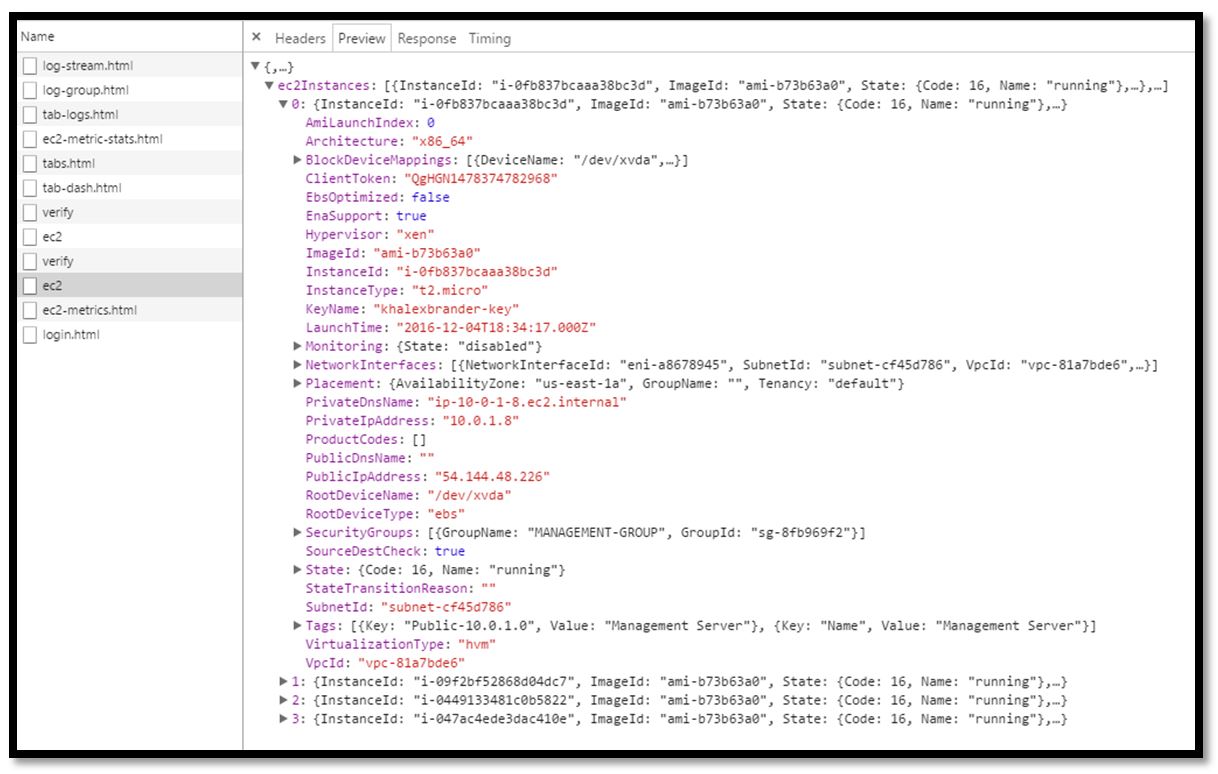 Name
log-stream.html
log-group.html
tab-logs.html
ec2-metric-stats.html
tabs.html
tab-dash.html
verify
ec2
verify
ec2
ec2-metrics.html
login.html
× Headers Preview Response Timing
▼{,…}
▼ec2Instances: [{InstanceId: "i-0fb837bcaaa38bc3d", ImageId: "ami-b73b63a0", State: {Code: 16, Name: "running"},…},…]
▼0: {InstanceId: "i-0fb837bcaaa38bc3d", ImageId: "ami-b73b63a0", State: {Code: 16, Name: "running"},…}
AmiLaunchIndex: 0
Architecture: "x86_64"
▶BlockDeviceMappings: [{DeviceName: "/dev/xvda",…}]
ClientToken: "QgHGN1478374782968"
EbsOptimized: false
EnaSupport: true
Hypervisor: "xen"
ImageId: "ami-b73b63a0"
InstanceId: "i-0fb837bcaaa38bc3d"
InstanceType: "t2.micro"
KeyName: "khalexbrander-key"
LaunchTime: "2016-12-04T18:34:17.000Z"
▶Monitoring: {State: "disabled"}
▶NetworkInterfaces: [{NetworkInterfaceId: "eni-a8678945", SubnetId: "subnet-cf45d786", VpcId: "vpc-81a7bde6",…}]
▶Placement: {AvailabilityZone: "us-east-1a", GroupName: "", Tenancy: "default"}
PrivateDnsName: "ip-10-0-1-8.ec2.internal"
PrivateIpAddress: "10.0.1.8"
ProductCodes: []
PublicDnsName: ""
PublicIpAddress: "54.144.48.226"
RootDeviceName: "/dev/xvda"
RootDeviceType: "ebs"
▶SecurityGroups: [{GroupName: "MANAGEMENT-GROUP", GroupId: "sg-8fb969f2"}]
SourceDestCheck: true
▶State: {Code: 16, Name: "running"}
StateTransitionReason: ""
SubnetId: "subnet-cf45d786"
▶Tags: [{Key: "Public-10.0.1.0", Value: "Management Server"}, {Key: "Name", Value: "Management Server"}]
VirtualizationType: "hvm"
VpcId: "vpc-81a7bde6"
▶1: {InstanceId: "i-09f2bf52868d04dc7", ImageId: "ami-b73b63a0", State: {Code: 16, Name: "running"},…}
▶2: {InstanceId: "i-0449133481c0b5822", ImageId: "ami-b73b63a0", State: {Code: 16, Name: "running"},…}
▶3: {InstanceId: "i-047ac4ede3dac410e", ImageId: "ami-b73b63a0", State: {Code: 16, Name: "running"},…}